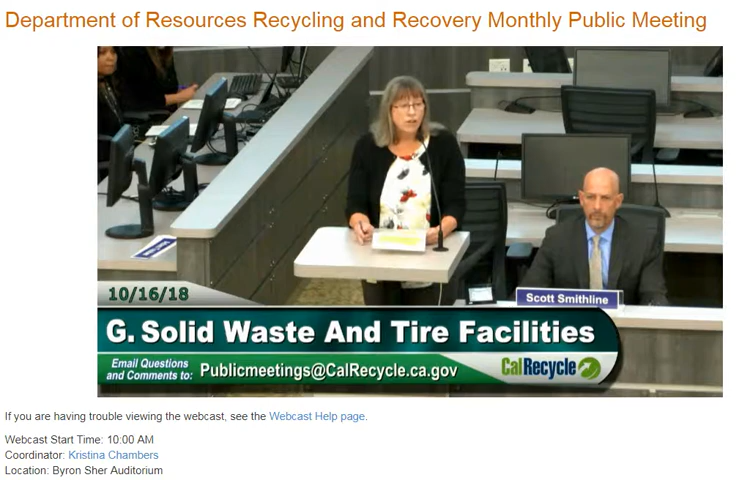 Department of Resources Recycling and Recovery Monthly Public Meeting
Scott Smithline
10/16/18
G. Solid Waste And Tire Facilities
Email Questions
and Comments to: Publicmeetings@CalRecycle.ca.gov
CalRecycle
If you are having trouble viewing the webcast, see the Webcast Help page.
Webcast Start Time: 10:00 AM
Coordinator: Kristina Chambers
Location: Byron Sher Auditorium